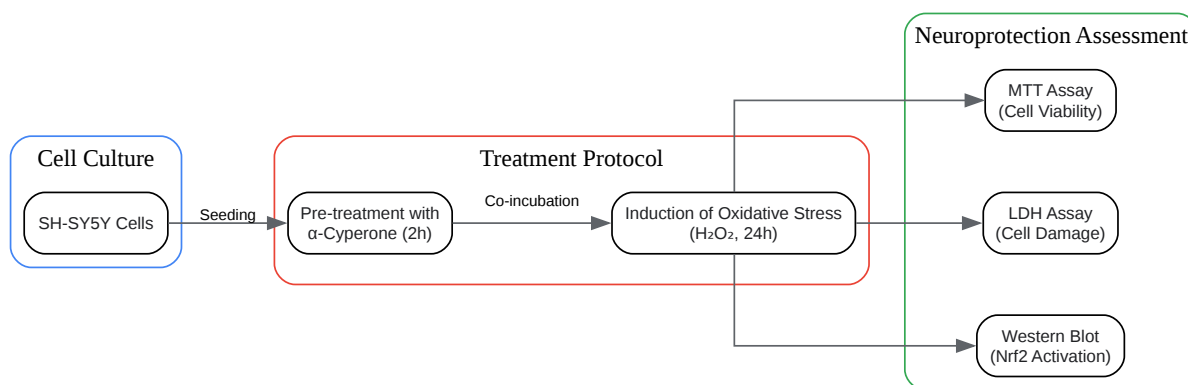 Neuroprotection Assessment
MTT Assay
(Cell Viability)
Cell Culture
Treatment Protocol
SH-SY5Y Cells
Seeding
Pre-treatment with
α-Cyperone (2h)
Co-incubation
Induction of Oxidative Stress
(H₂O₂, 24h)
LDH Assay
(Cell Damage)
Western Blot
(Nrf2 Activation)